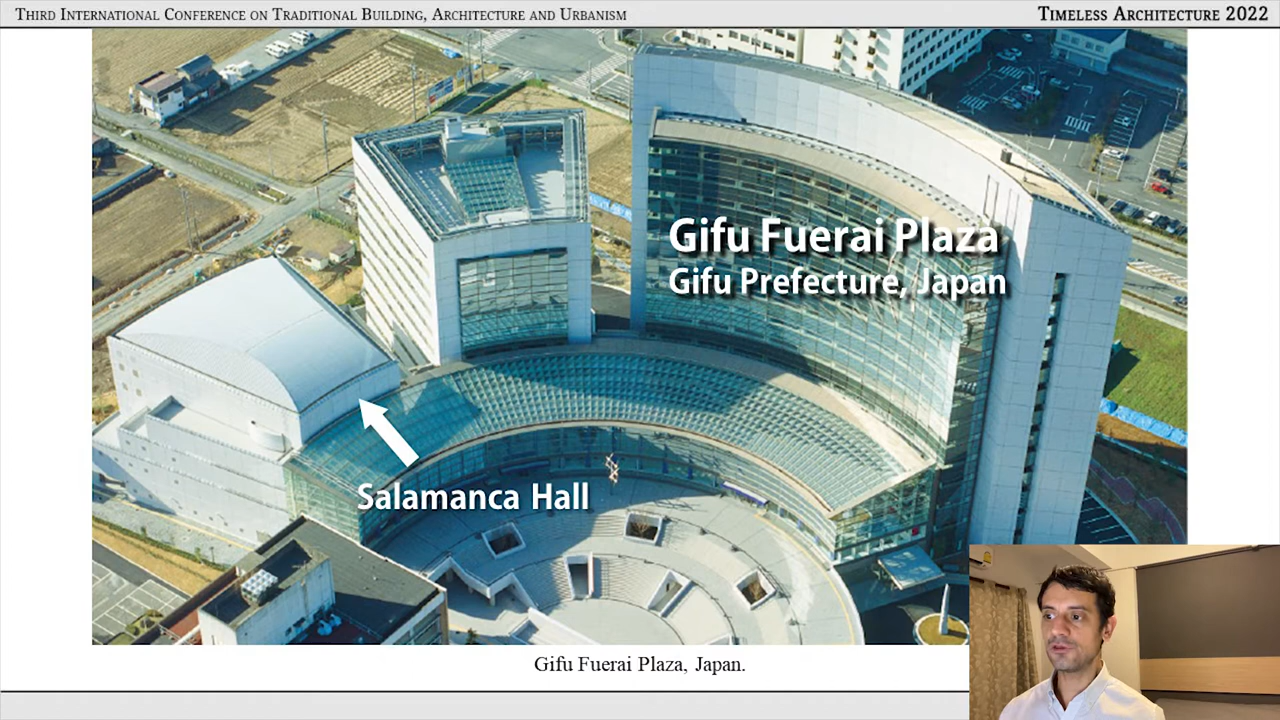 Third International Conference on Traditional Building, Architecture and Urbanism
Timeless Architecture 2022
Gifu Fuerai Plaza
Gifu Prefecture, Japan
Salamanca Hall
Gifu Fuerai Plaza, Japan.